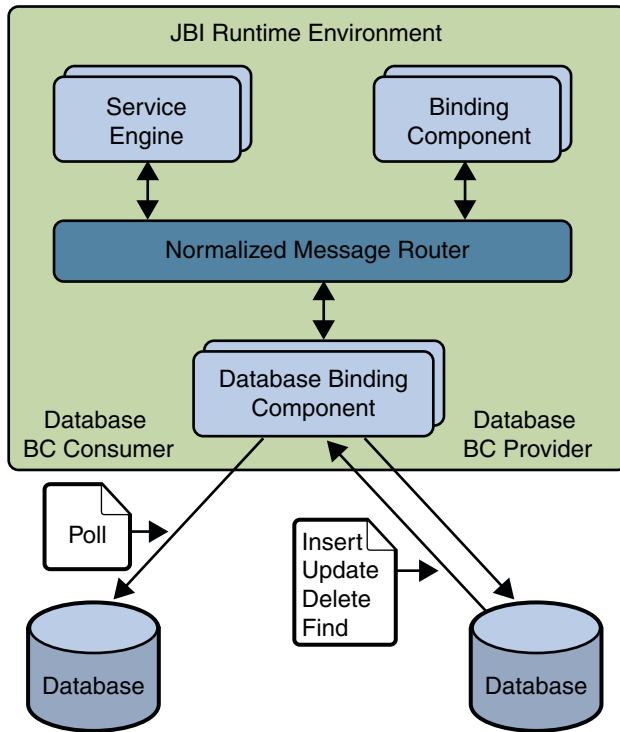 JBI Runtime Environment
Service
Engine
Binding
Component
Normalized Message Router
Database Binding
Component
Database
BC Consumer
Database
BC Provider
Poll
Insert
Update
Delete
Find
Database
Database